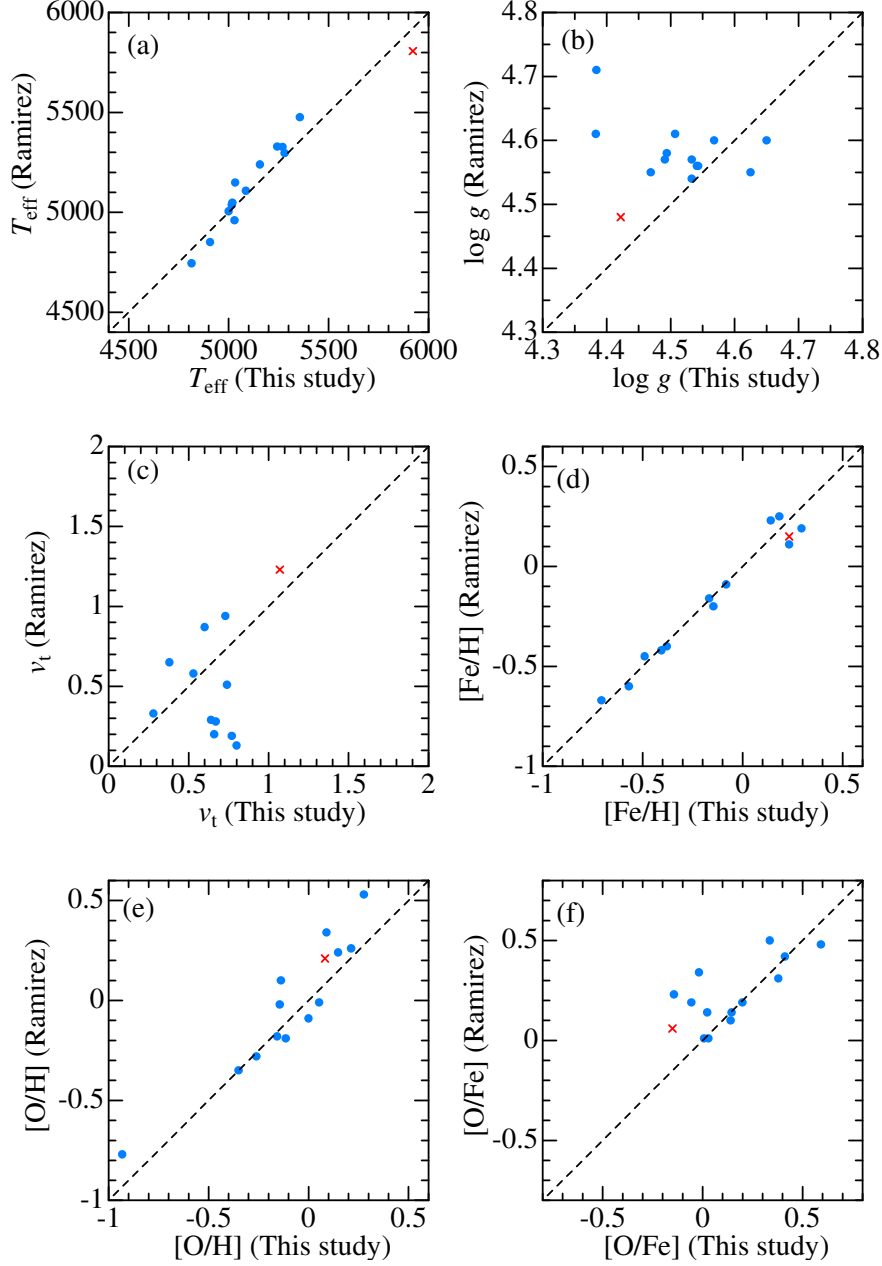 6000
(a)
5500
5000
4500
T_eff (Ramirez)
4500 5000 5500 6000
T_eff (This study)
4.8
(b)
4.7
4.6
4.5
4.4
4.3
log g (Ramirez)
4.3 4.4 4.5 4.6 4.7 4.8
log g (This study)
2
(c)
1.5
1
0.5
0
v_t (Ramirez)
0 0.5 1 1.5 2
v_t (This study)
0.5
(d)
0
-0.5
-1
[Fe/H] (Ramirez)
-1 -0.5 0 0.5
[Fe/H] (This study)
0.5
(e)
0
-0.5
-1
[O/H] (Ramirez)
-1 -0.5 0 0.5
[O/H] (This study)
0.5
(f)
0
-0.5
[O/Fe] (Ramirez)
-0.5 0 0.5
[O/Fe] (This study)